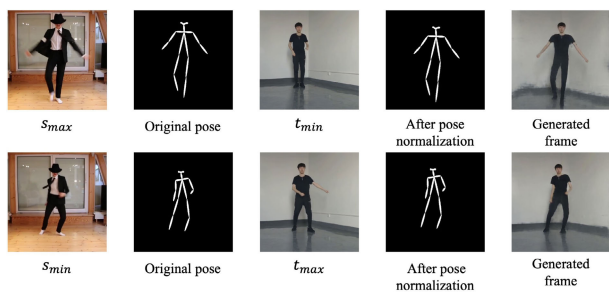 s_max
Original pose
t_min
After pose
normalization
Generated
frame
s_min
Original pose
t_max
After pose
normalization
Generated
frame